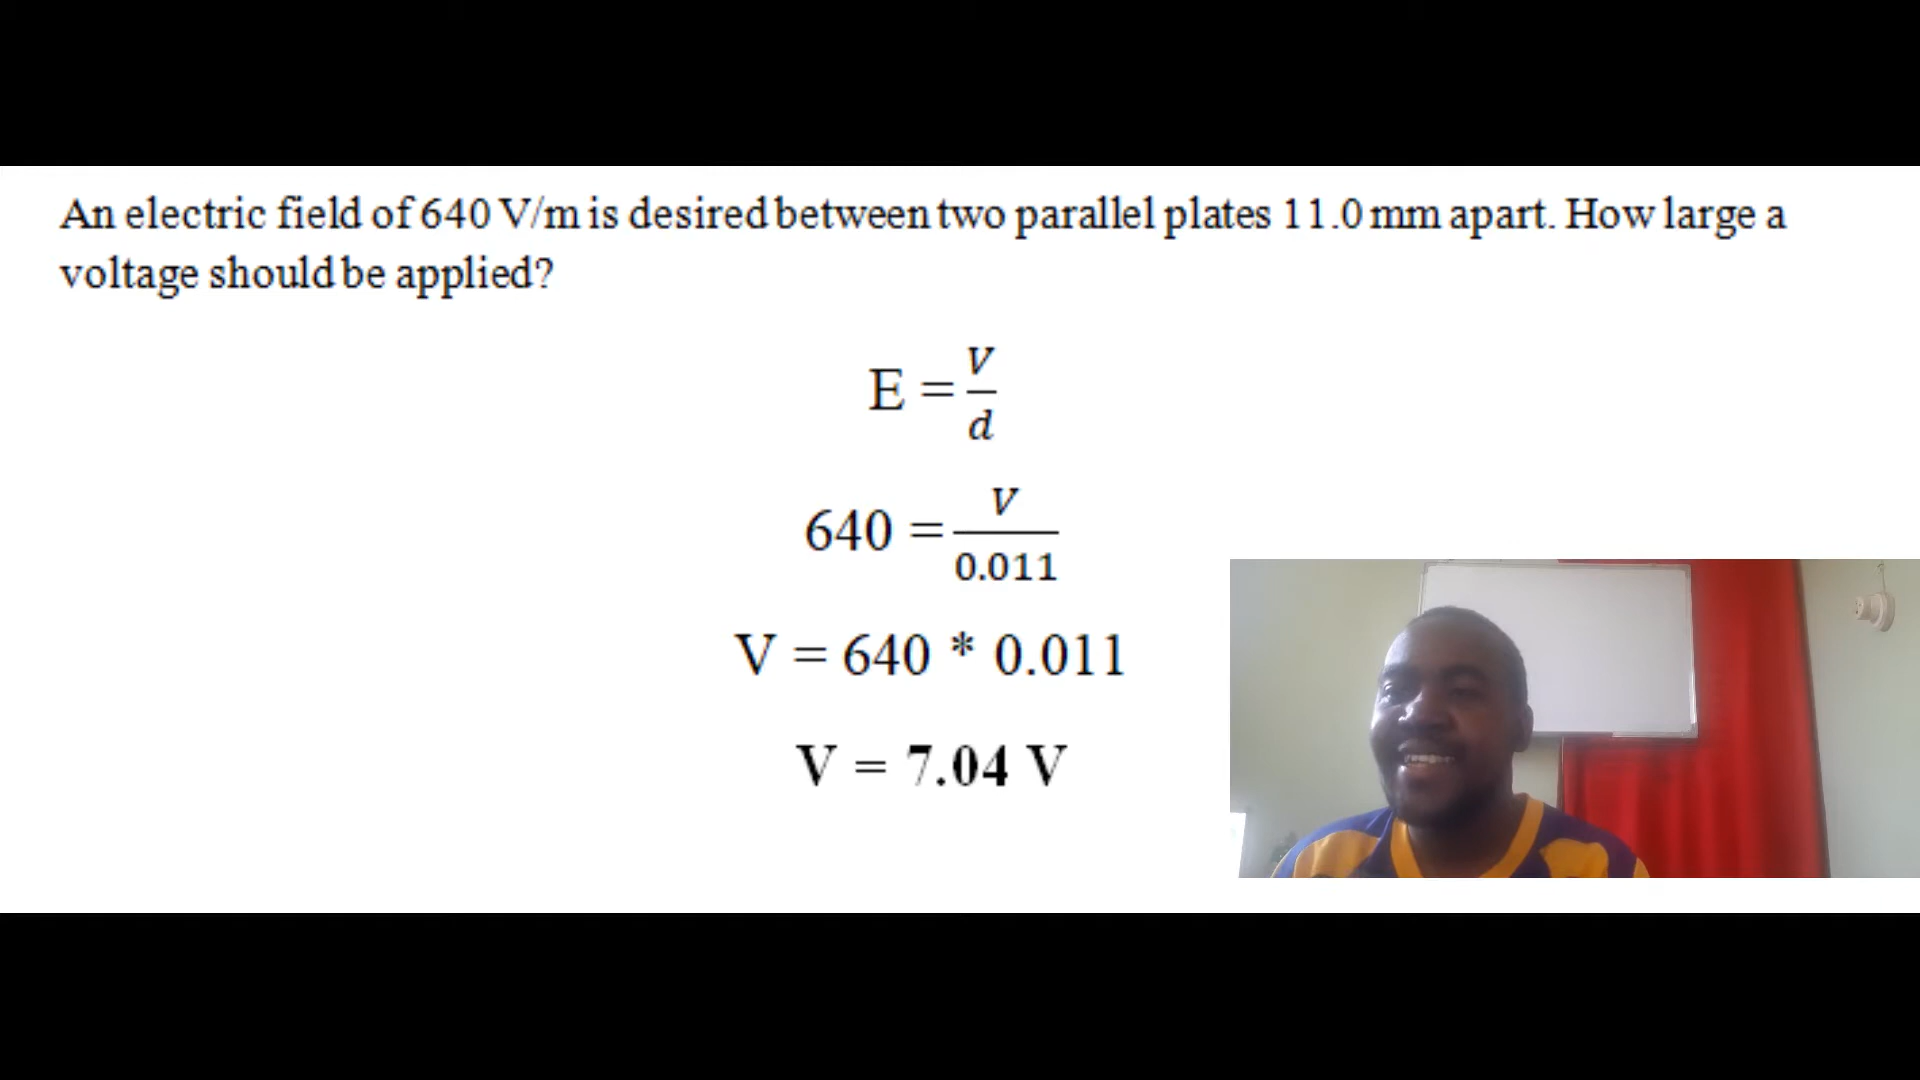 An electric field of 640 V/m is desired between two parallel plates 11.0 mm apart. How large a
voltage should be applied?
E = V/d
640 = V/0.011
V = 640 * 0.011
V = 7.04 V